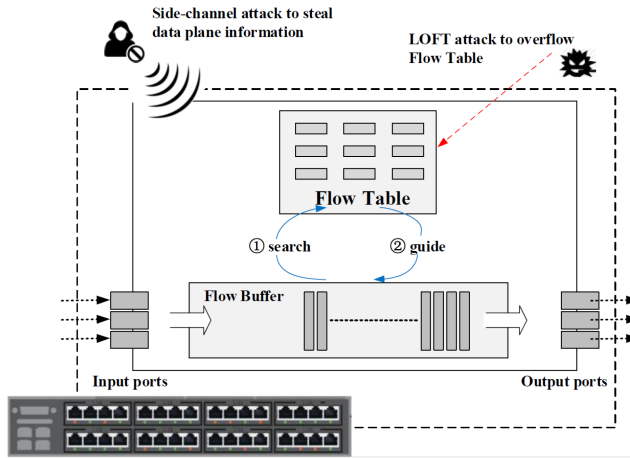 Side-channel attack to steal
data plane information
LOFT attack to overflow
Flow Table
Flow Table
① search
② guide
Flow Buffer
Input ports
Output ports